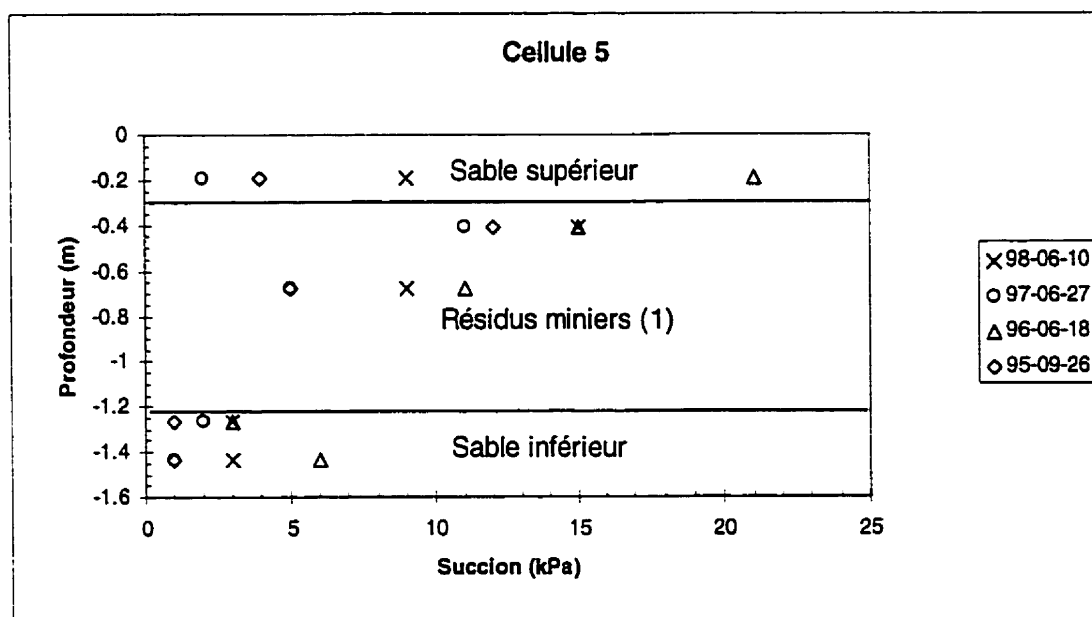 Cellule 5
0
Sable supérieur
-0.2
-0.4
-0.6
Résidus miniers (1)
-0.8
-1
-1.2
Sable inférieur
-1.4
-1.6
Profondeur (m)
0 5 10 15 20 25
Succion (kPa)
98-06-10
97-06-27
96-06-18
95-09-26